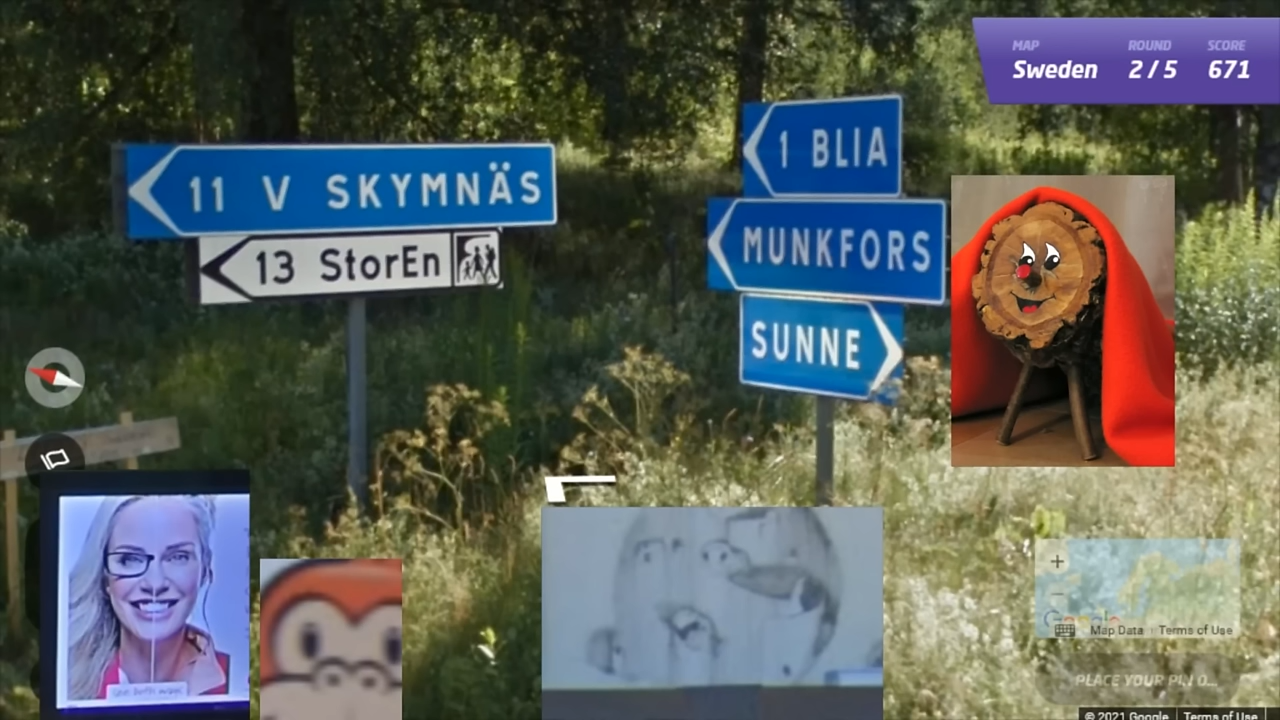 MAP ROUND SCORE
Sweden 2/5 671
11 V SKYMNÄS
13 StorEn
1 BLIA
MUNKFORS
SUNNE
Google
Map Data Terms of Use
PLACE YOUR PIN O...
© 2021 Google Terms of Use